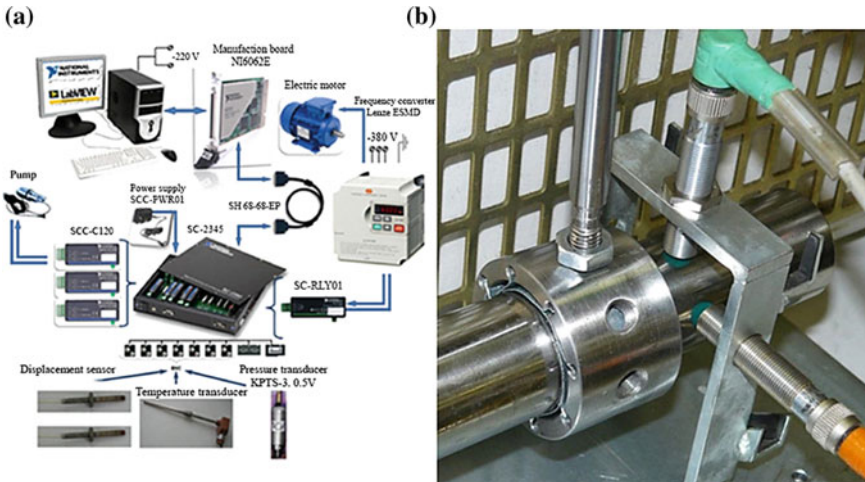 (a)
(b)
NATIONAL
INSTRUMENTS
LabVIEW
-220 V
Manufaction board
NI6062E
Electric motor
Frequency converter
Lenze ESMD
-380 V
Pump
Power supply
SCC-PWR01
SH 68-68-EP
SCC-C120
SC-2345
SC-RLY01
Displacement sensor
Pressure transducer
KPTS-3, 0.5V
Temperature transducer